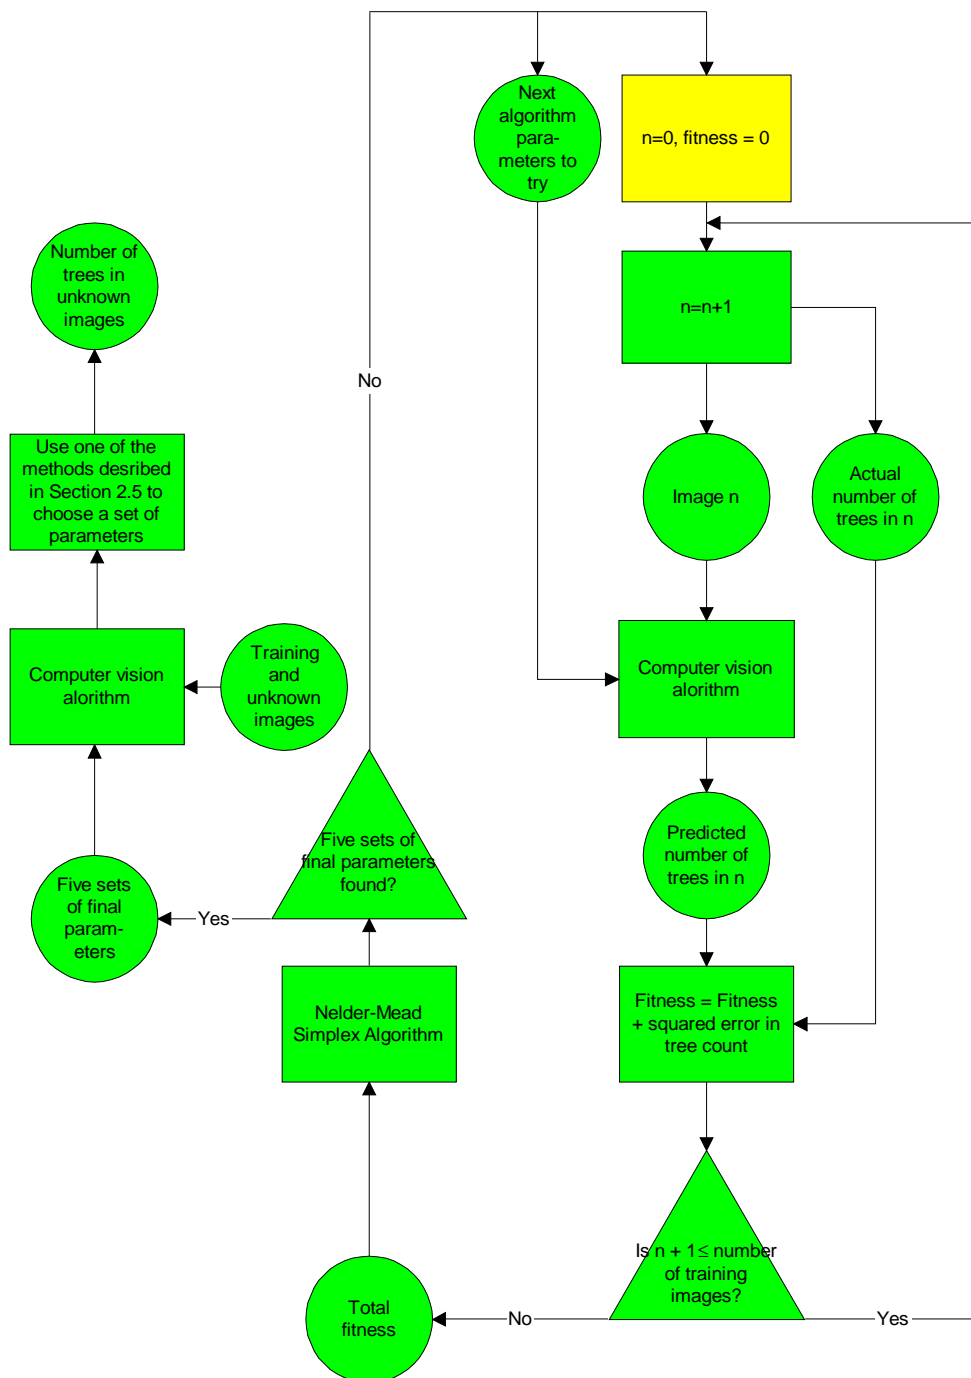 Next
algorithm
para-
meters to
try
n=0, fitness = 0
Number of
trees in
unknown
images
n=n+1
No
Use one of the
methods desribed
in Section 2.5 to
choose a set of
parameters
Image n
Actual
number of
trees in n
Computer vision
alorithm
Training
and
unknown
images
Computer vision
alorithm
Five sets of
final parameters
found?
Predicted
number of
trees in n
Five sets
of final
param-
eters
Yes
Nelder-Mead
Simplex Algorithm
Fitness = Fitness
+ squared error in
tree count
Is n + 1 ≤ number
of training
images?
Total
fitness
No
Yes